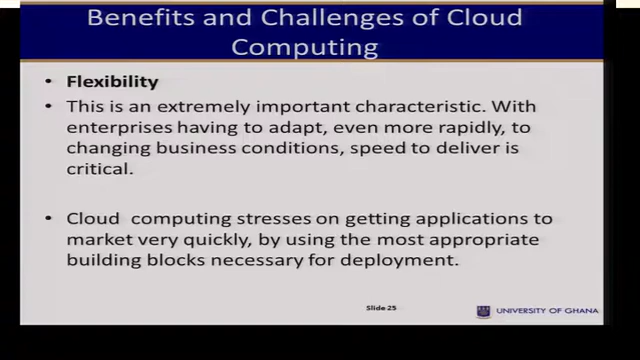 Benefits and Challenges of Cloud
Computing
• Flexibility
• This is an extremely important characteristic. With
enterprises having to adapt, even more rapidly, to
changing business conditions, speed to deliver is
critical.
• Cloud computing stresses on getting applications to
market very quickly, by using the most appropriate
building blocks necessary for deployment.
Slide 25
UNIVERSITY OF GHANA